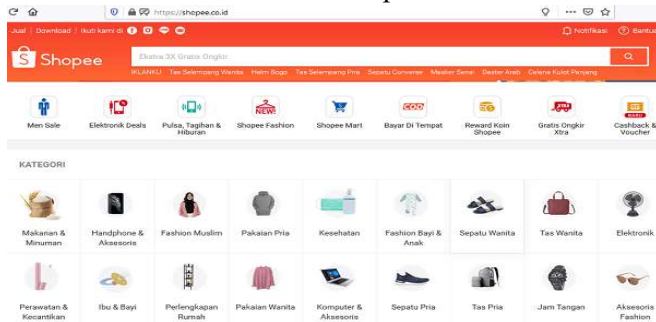 https://shopee.co.id
Jual Download Ikuti kami di
Notifikasi Bantua
Shopee
Ekstra 3X Gratis Ongkir
IKLANKU Tas Selempang Wanita Helm Bogo Tas Selempang Pria Sepatu Converse Masker Sensi Daster Arab Celana Kulot Panjang
Men Sale
Elektronik Deals
Pulsa, Tagihan &
Hiburan
NEW!
Shopee Fashion
Shopee Mart
COD
Bayar Di Tempat
Reward Koin
Shopee
Gratis Ongkir
Xtra
Cashback &
Voucher
KATEGORI
Makanan &
Minuman
Handphone &
Aksesoris
Fashion Muslim
Pakaian Pria
Kesehatan
Fashion Bayi &
Anak
Sepatu Wanita
Tas Wanita
Elektronik
Perawatan &
Kecantikan
Ibu & Bayi
Perlengkapan
Rumah
Pakaian Wanita
Komputer &
Aksesoris
Sepatu Pria
Tas Pria
Jam Tangan
Aksesoris
Fashion